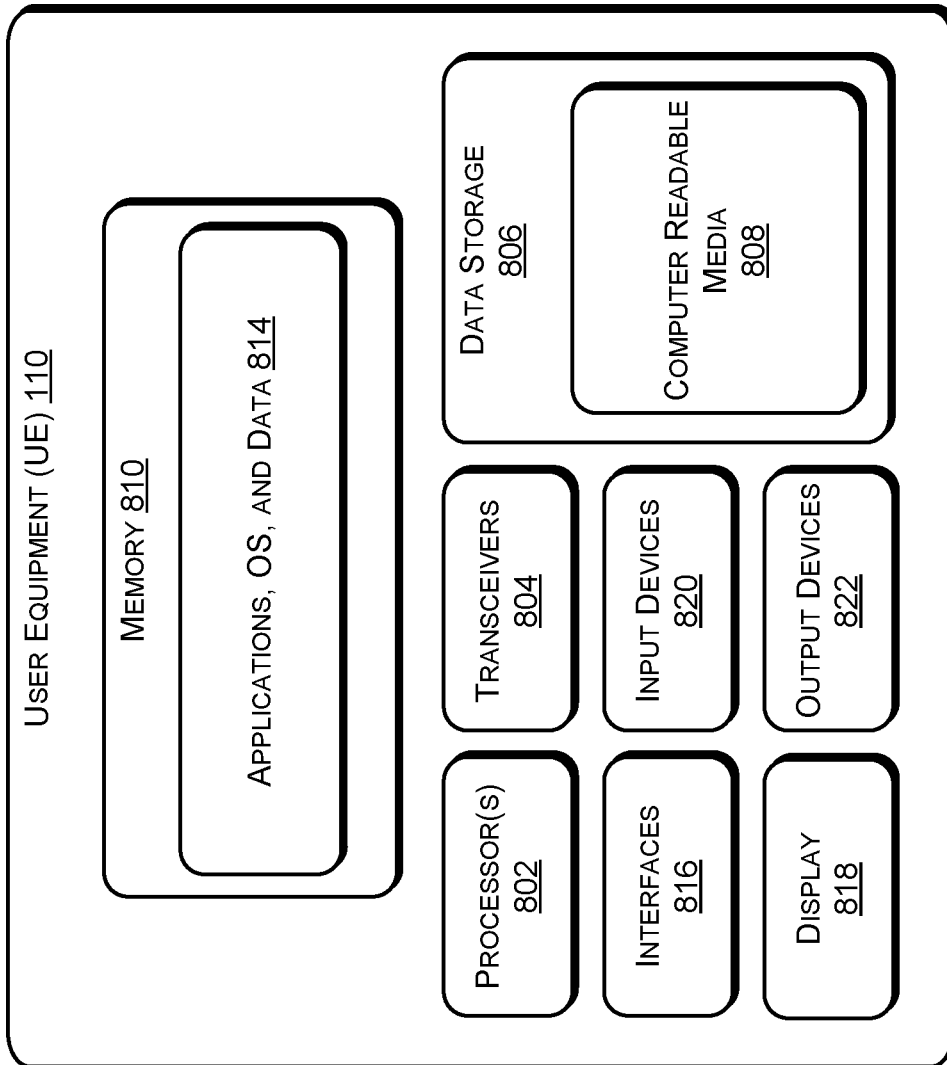 USER EQUIPMENT (UE) 110
MEMORY 810
APPLICATIONS, OS, AND DATA 814
PROCESSOR(S)
802
TRANSCEIVERS
804
DATA STORAGE
806
COMPUTER READABLE
MEDIA
808
INTERFACES
816
INPUT DEVICES
820
DISPLAY
818
OUTPUT DEVICES
822